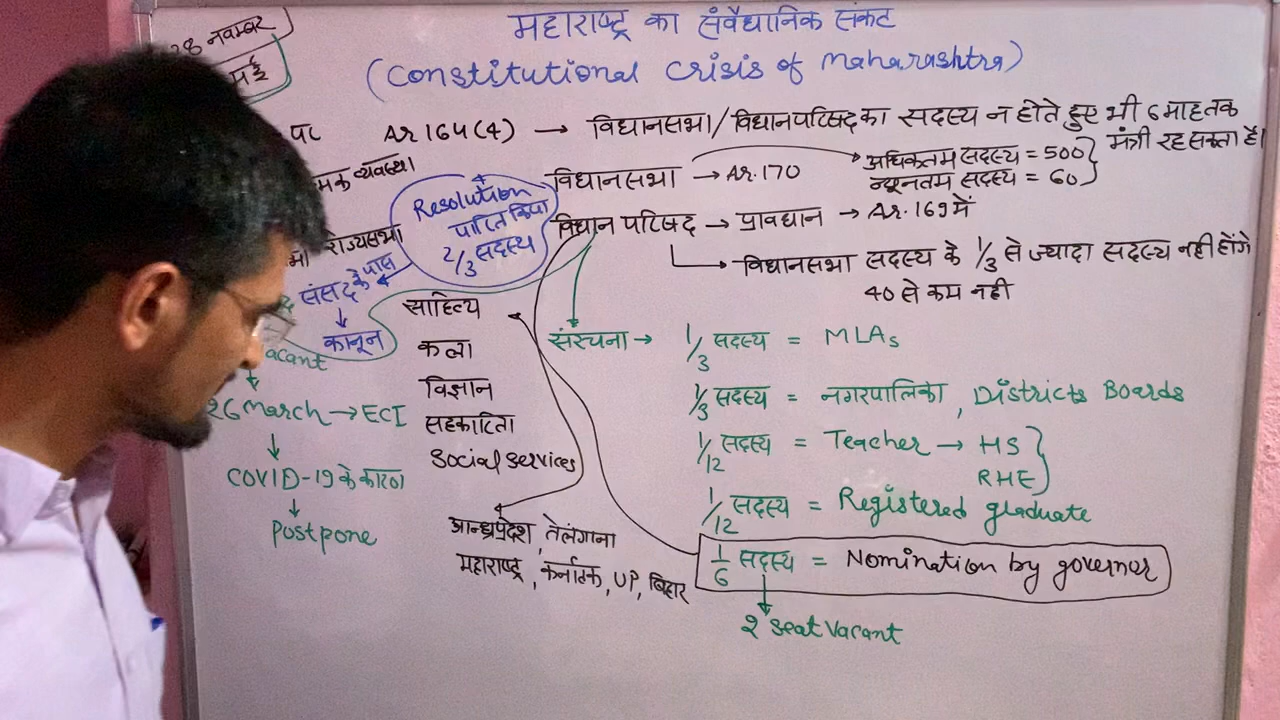 28 नवम्बर
मई
महाराष्ट्र का संवैधानिक संकट
(Constitutional Crisis of Maharashtra)
Ar 164(4) → विधानसभा/विधानपरिषद का सदस्य न होते हुए भी 6 माह तक
मंत्री रह सकता है।
व्यवस्था
विधानसभा → Ar.170
अधिकतम सदस्य = 500
न्यूनतम सदस्य = 60
Resolution
पारित किया
2/3 सदस्य
विधान परिषद → प्रावधान → Ar.169 में
राज्यसभा
→ विधानसभा सदस्य के 1/3 से ज्यादा सदस्य नहीं होंगे
40 से कम नही
संसद के पास
↓
कानून
साहित्य
कला
विज्ञान
सहकारिता
Social services
संरचना → 1/3 सदस्य = MLAs
1/3 सदस्य = नगरपालिका, Districts Boards
1/12 सदस्य = Teacher → HS
RHE
1/12 सदस्य = Registered graduate
1/6 सदस्य = Nomination by governer
↓
2 seat vacant
acant
↓
26 March → ECI
↓
COVID-19 के कारण
↓
Postpone
आन्ध्रप्रदेश, तेलंगाना
महाराष्ट्र, कर्नाटक, UP, बिहार